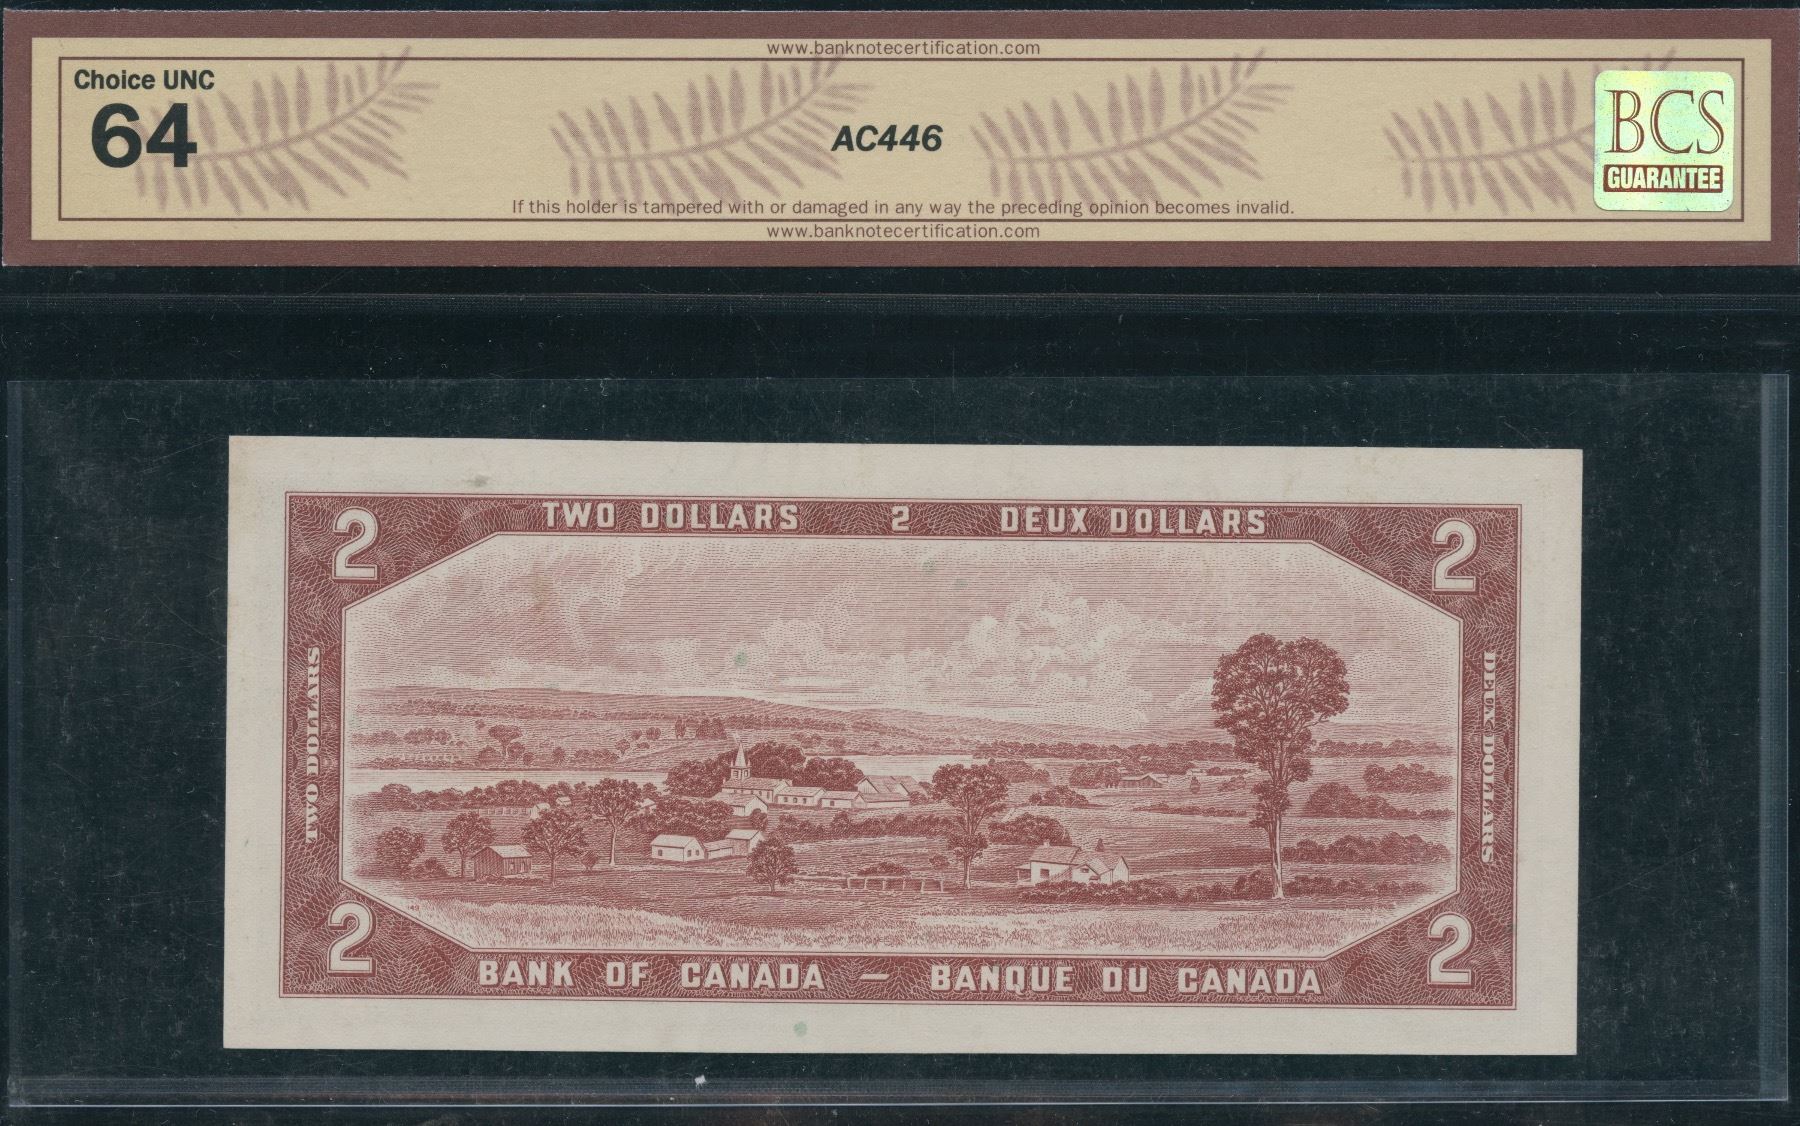 www.banknotecertification.com
Choice UNC
64
AC446
BCS
GUARANTEE
If this holder is tampered with or damaged in any way the preceding opinion becomes invalid.
www.banknotecertification.com
TWO DOLLARS 2 DEUX DOLLARS
2
2
TWO DOLLARS
DEUX DOLLARS
2
2
BANK OF CANADA — BANQUE DU CANADA